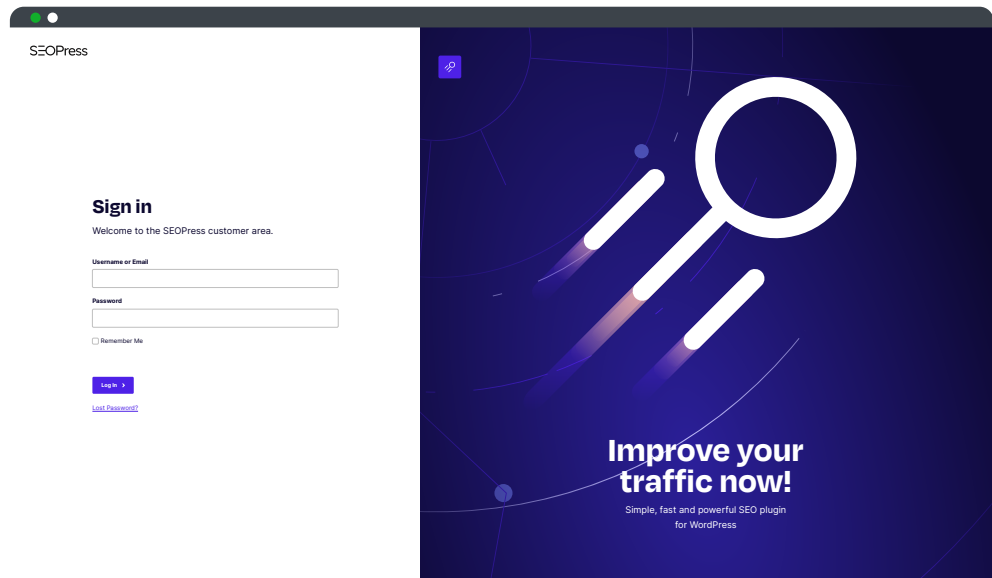 SEOPress
Sign in
Welcome to the SEOPress customer area.
Username or Email
Password
Remember Me
Log In
Lost Password?
Improve your
traffic now!
Simple, fast and powerful SEO plugin
for WordPress